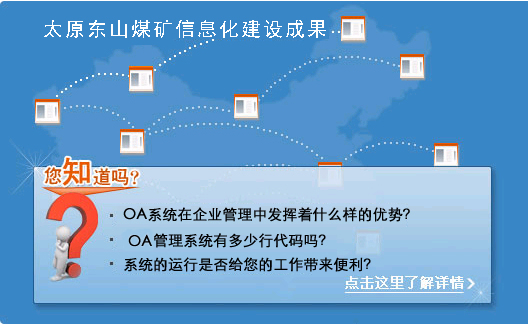 太原东山煤矿信息化建设成果
您知道吗?
· OA系统在企业管理中发挥着什么样的优势?
· OA管理系统有多少行代码吗?
· 系统的运行是否给您的工作带来便利?
点击这里了解详情